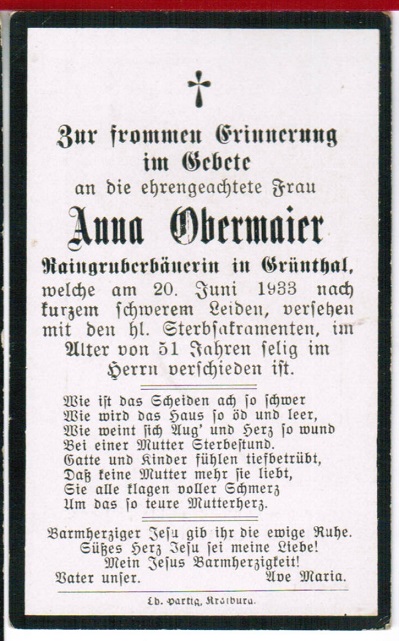 Zur frommen Erinnerung
im Gebete
an die ehrengeachtete Frau
Anna Obermaier
Raingruberbäuerin in Grünthal,
welche am 20. Juni 1933 nach
kurzem schwerem Leiden, versehen
mit den hl. Sterbsakramenten, im
Alter von 51 Jahren selig im
Herrn verschieden ist.
Wie ist das Scheiden ach so schwer
Wie wird das Haus so öd und leer,
Wie weint sich Aug' und Herz so wund
Bei einer Mutter Sterbestund.
Gatte und Kinder fühlen tiefbetrübt,
Daß keine Mutter mehr sie liebt,
Sie alle klagen voller Schmerz
Um das so teure Mutterherz.
Barmherziger Jesu gib ihr die ewige Ruhe.
Süßes Herz Jesu sei meine Liebe!
Mein Jesus Barmherzigkeit!
Vater unser. Ave Maria.
Kraiburg.